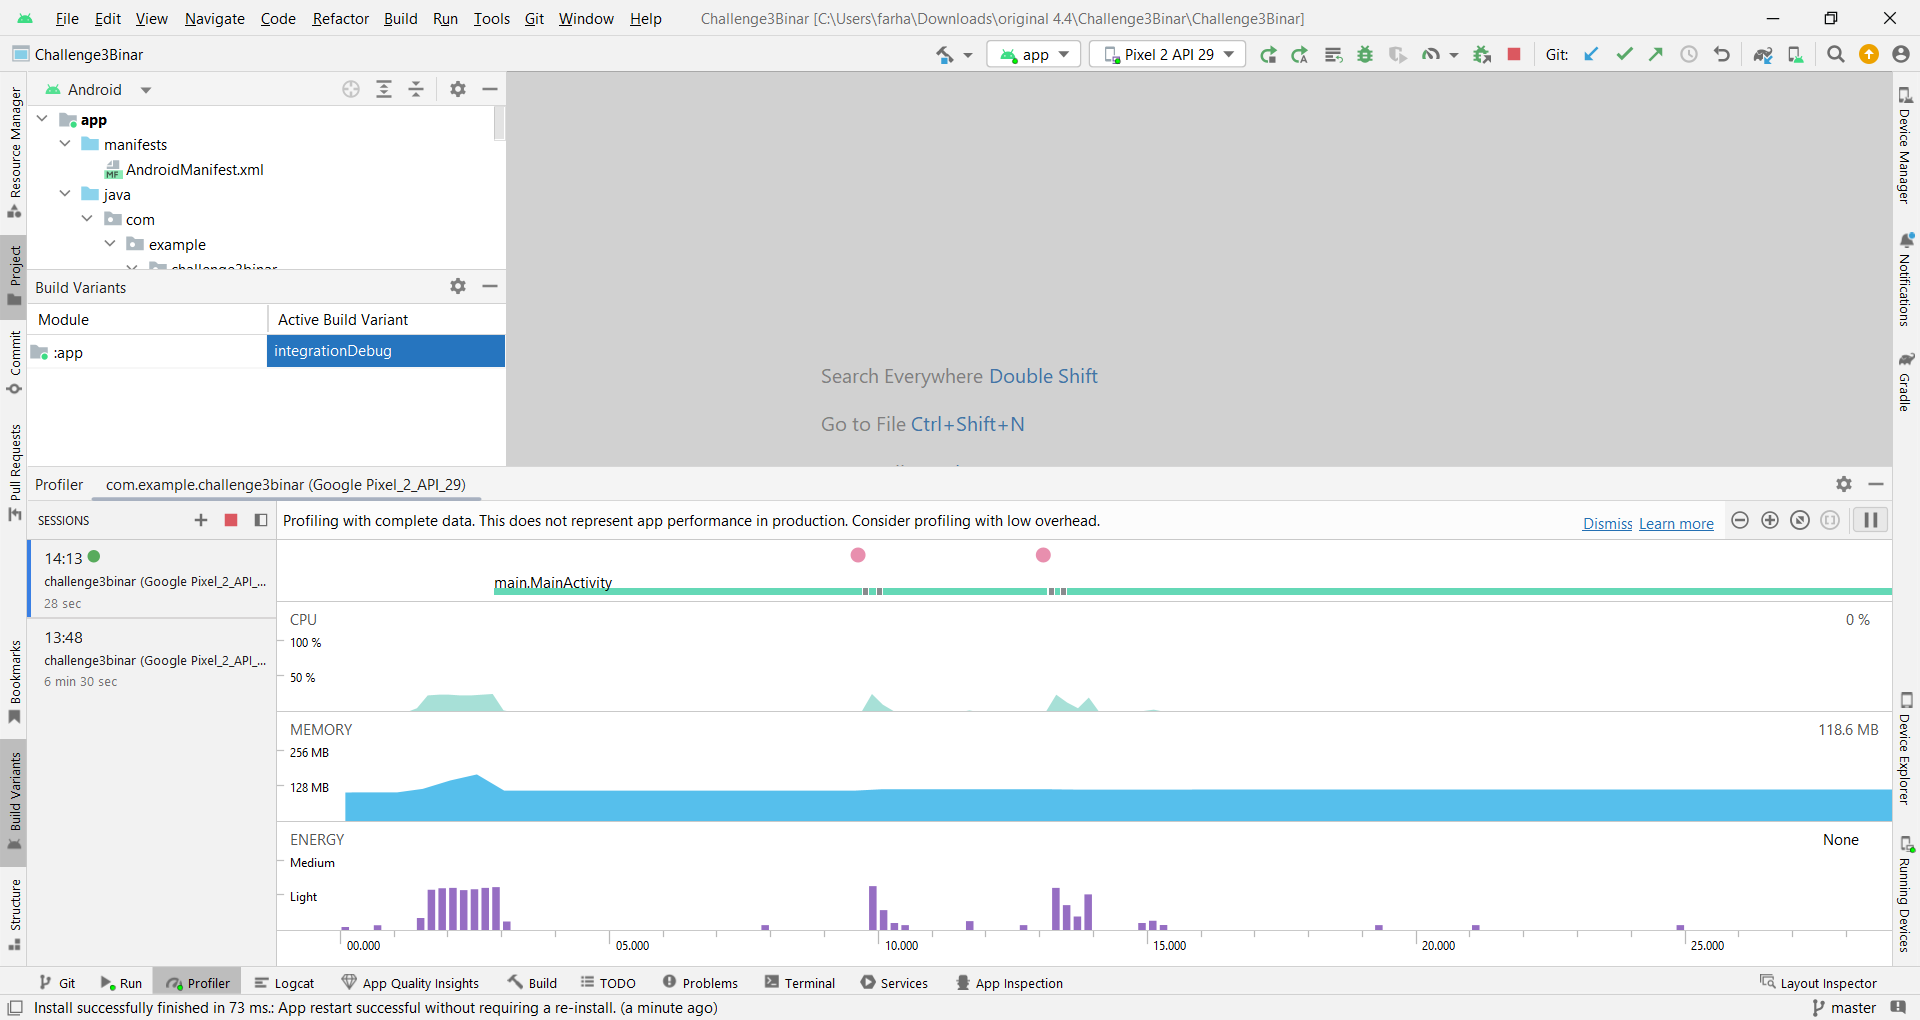 File Edit View Navigate Code Refactor Build Run Tools Git Window Help Challenge3Binar [C:\Users\farha\Downloads\original 4.4\Challenge3Binar\Challenge3Binar]
Challenge3Binar app Pixel 2 API 29 Git:
Resource Manager
Project
Commit
Pull Requests
Bookmarks
Build Variants
Structure
Android
app
manifests
MF AndroidManifest.xml
java
com
example
challenge3binar
Build Variants
Module Active Build Variant
:app integrationDebug
Search Everywhere Double Shift
Go to File Ctrl+Shift+N
Device Manager
Notifications
Gradle
Device Explorer
Running Devices
Profiler com.example.challenge3binar (Google Pixel_2_API_29)
SESSIONS
Profiling with complete data. This does not represent app performance in production. Consider profiling with low overhead. Dismiss Learn more
14:13
challenge3binar (Google Pixel_2_API_...
28 sec
13:48
challenge3binar (Google Pixel_2_API_...
6 min 30 sec
main.MainActivity
CPU 0 %
100 %
50 %
MEMORY 118.6 MB
256 MB
128 MB
ENERGY None
Medium
Light
00.000 05.000 10.000 15.000 20.000 25.000
Git Run Profiler Logcat App Quality Insights Build TODO Problems Terminal Services App Inspection Layout Inspector
Install successfully finished in 73 ms.: App restart successful without requiring a re-install. (a minute ago) master